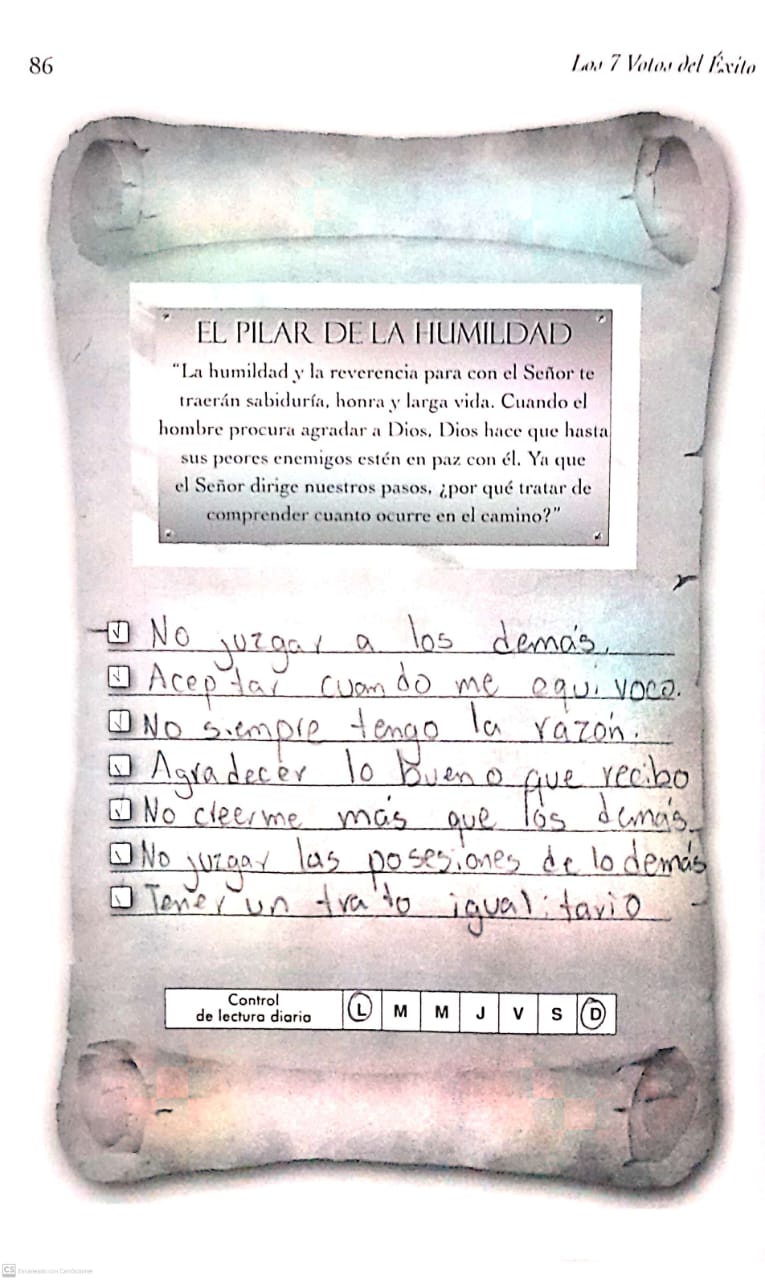 86
Los 7 Votos del Éxito
EL PILAR DE LA HUMILDAD
“La humildad y la reverencia para con el Señor te
traerán sabiduría, honra y larga vida. Cuando el
hombre procura agradar a Dios, Dios hace que hasta
sus peores enemigos estén en paz con él. Ya que
el Señor dirige nuestros pasos, ¿por qué tratar de
comprender cuanto ocurre en el camino?”
No juzgar a los demás.
Aceptar cuando me equivoco.
No siempre tengo la razón.
Agradecer lo bueno que recibo
No creerme más que los demás.
No juzgar las posesiones de lo demás
Tener un trato igualitario
Control
de lectura diaria
L M M J V S D
CS Escaneado con CamScanner